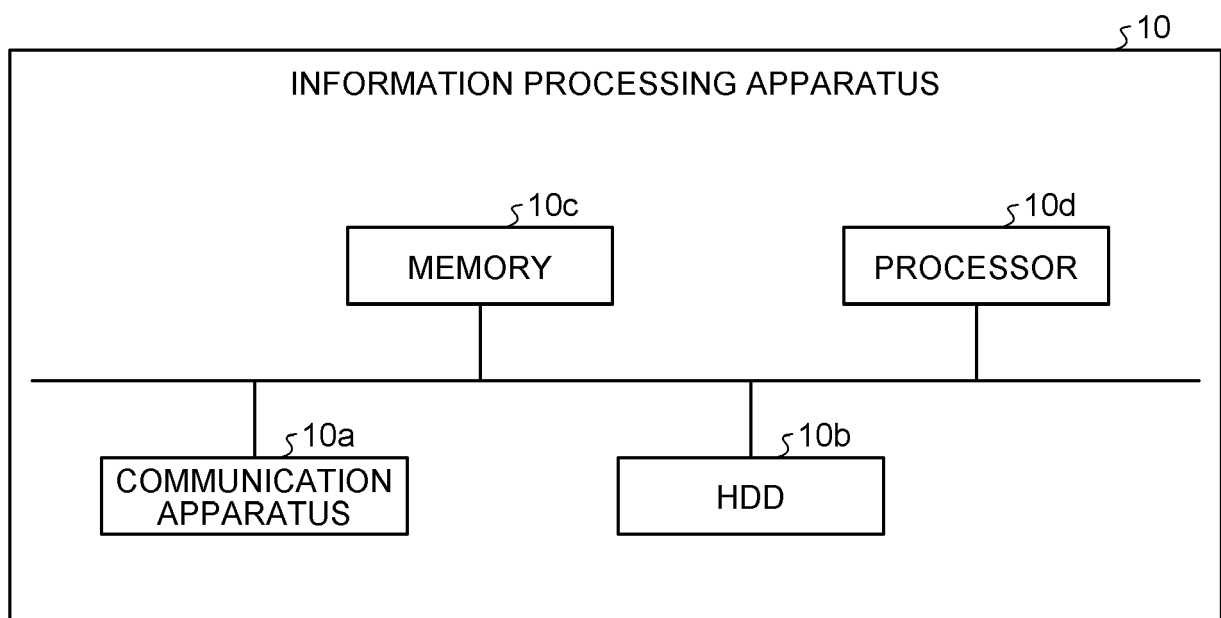 10
INFORMATION PROCESSING APPARATUS
10c
10d
MEMORY
PROCESSOR
10a
10b
COMMUNICATION
APPARATUS
HDD